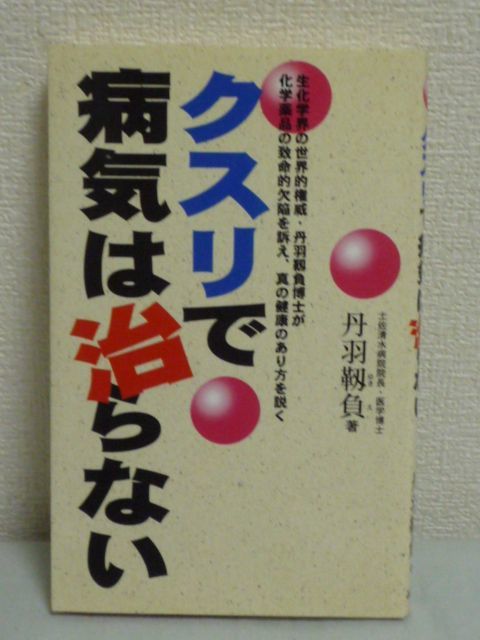 クスリで
病気は治らない
生化学界の世界的権威・丹羽靱負博士が
化学薬品の致命的欠陥を訴え、真の健康のあり方を説く
土佐清水病院院長・医学博士
丹羽靱負著
ゆきえ